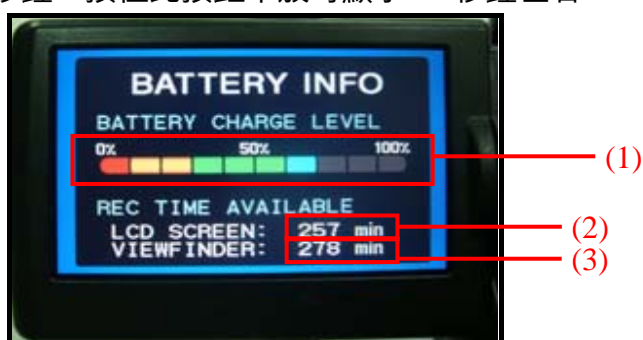 BATTERY INFO
BATTERY CHARGE LEVEL
0% 50% 100%
(1)
REC TIME AVAILABLE
LCD SCREEN: 257 min (2)
VIEWFINDER: 278 min (3)